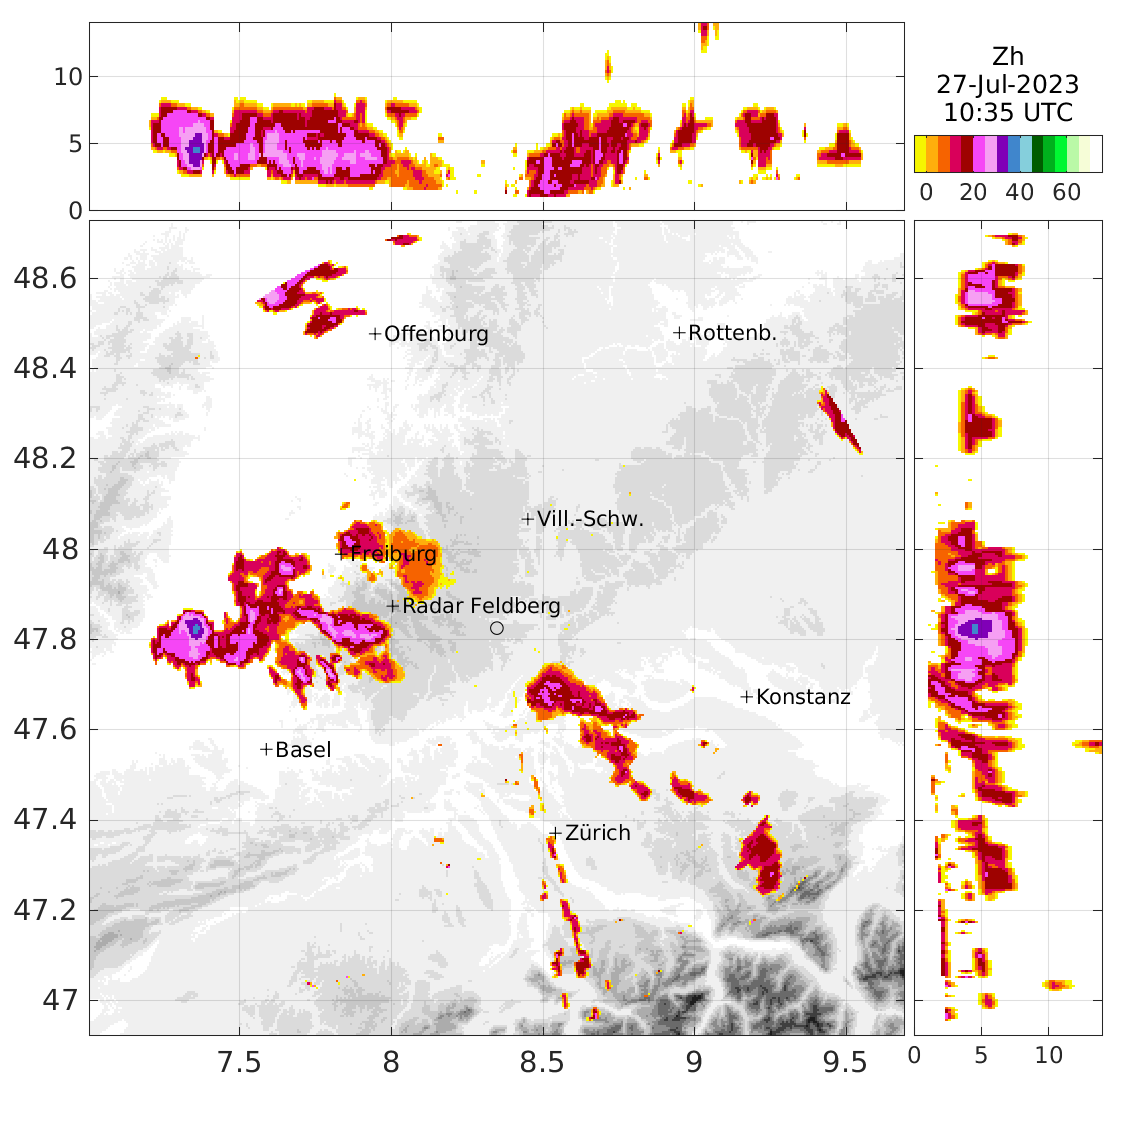 10
5
0
Zh
27-Jul-2023
10:35 UTC
0 20 40 60
48.6
48.4
48.2
48
47.8
47.6
47.4
47.2
47
Offenburg
Rottenb.
Vill.-Schw.
Freiburg
Radar Feldberg
Konstanz
Basel
Zürich
7.5 8 8.5 9 9.5
0 5 10